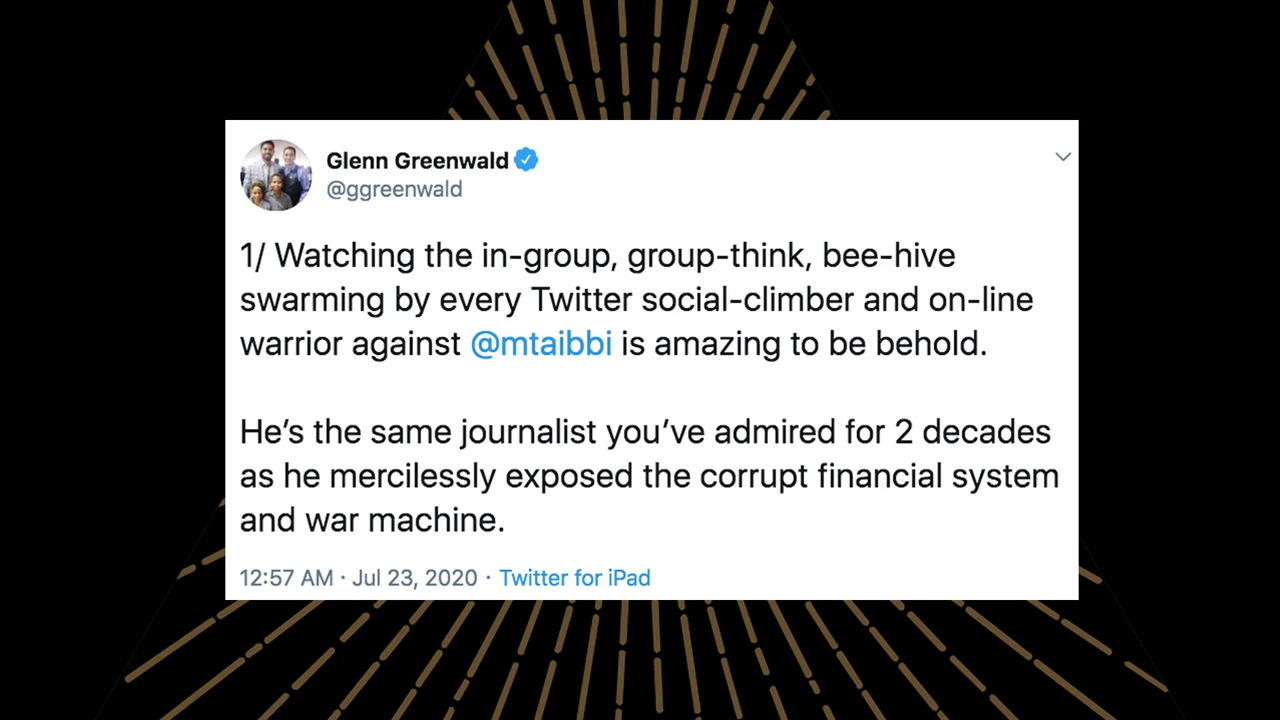 Glenn Greenwald
@ggreenwald
1/ Watching the in-group, group-think, bee-hive
swarming by every Twitter social-climber and on-line
warrior against @mtaibbi is amazing to be behold.
He’s the same journalist you’ve admired for 2 decades
as he mercilessly exposed the corrupt financial system
and war machine.
12:57 AM · Jul 23, 2020 · Twitter for iPad